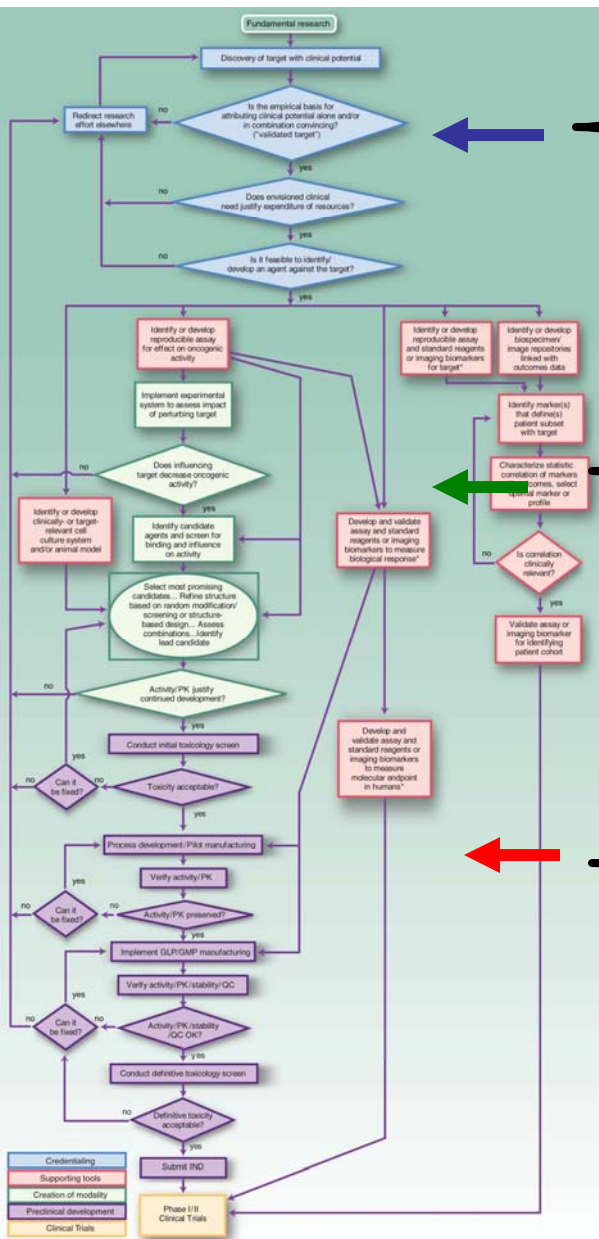 Fundamental research
Discovery of target with clinical potential
Redirect research
effort elsewhere
no
Is the empirical basis for
attributing clinical potential alone and/or
in combination convincing?
("validated target")
yes
no
Does envisioned clinical
need justify expenditure of resources?
yes
no
Is it feasible to identify/
develop an agent against the target?
yes
Identify or develop
reproducible assay
for effect on oncogenic
activity
Identify or develop
reproducible assay
and standard reagents
or imaging biomarkers
for target*
Identify or develop
biospecimen/
image repositories
linked with
outcomes data
Implement experimental
system to assess impact
of perturbing target
Identify marker(s)
that define(s)
patient subset
with target
no
Does influencing
target decrease oncogenic
activity?
yes
Characterize statistic
correlation of markers
comes, select
marker or
profile
Identify or develop
clinically- or target-
relevant cell
culture system
and/or animal model
Identify candidate
agents and screen for
binding and influence
on activity
Develop and validate
assay and standard
reagents or imaging
biomarkers to measure
biological response*
no
Is correlation
clinically
relevant?
yes
Select most promising
candidates... Refine structure
based on random modification/
screening or structure-
based design... Assess
combinations...Identify
lead candidate
Validate assay or
imaging biomarker
for identifying
patient cohort
no
Activity/PK justify
continued development?
yes
Conduct initial toxicology screen
Develop and
validate assay and
standard reagents or
imaging biomarkers
to measure
molecular endpoint
in humans*
yes
no
Can it
be fixed?
no
Toxicity acceptable?
yes
Process development/Pilot manufacturing
Verify activity/PK
yes
no
Can it
be fixed?
no
Activity/PK preserved?
yes
Implement GLP/GMP manufacturing
Verify activity/PK/stability/QC
yes
no
Can it
be fixed?
no
Activity/PK/stability
/QC OK?
yes
Conduct definitive toxicology screen
no
Definitive toxicity
acceptable?
yes
Submit IND
Phase I/II
Clinical Trials
Credentialing
Supporting tools
Creation of modality
Preclinical development
Clinical Trials